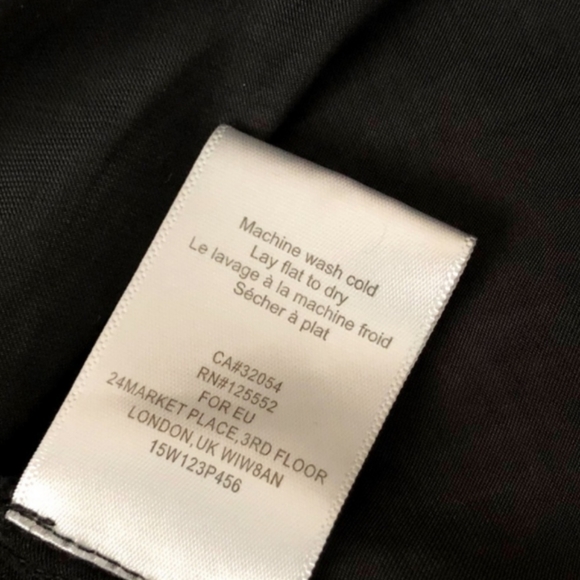 Machine wash cold
Lay flat to dry
Le lavage à la machine froid
Sécher à plat
CA#32054
RN#125552
FOR EU
24MARKET PLACE,3RD FLOOR
LONDON,UK WIW8AN
15W123P456